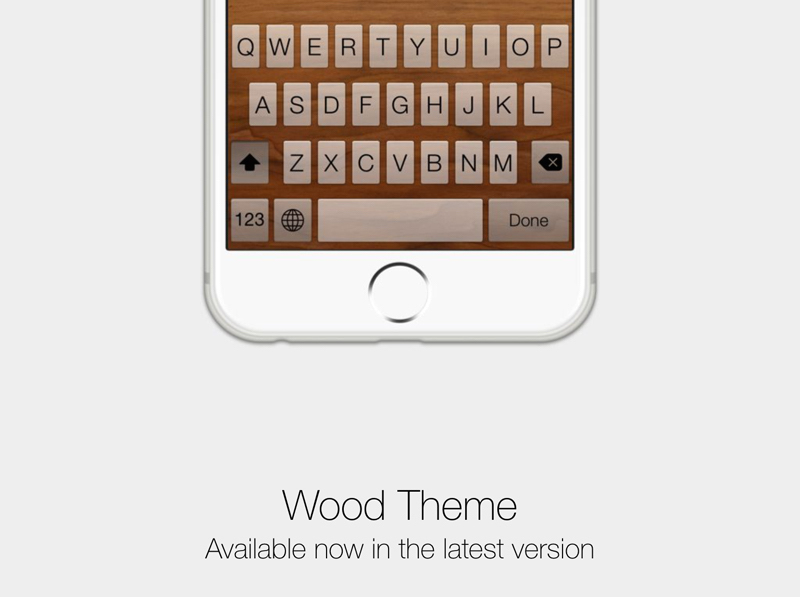 Q W E R T Y U I O P
A S D F G H J K L
Z X C V B N M
123 Done
Wood Theme
Available now in the latest version